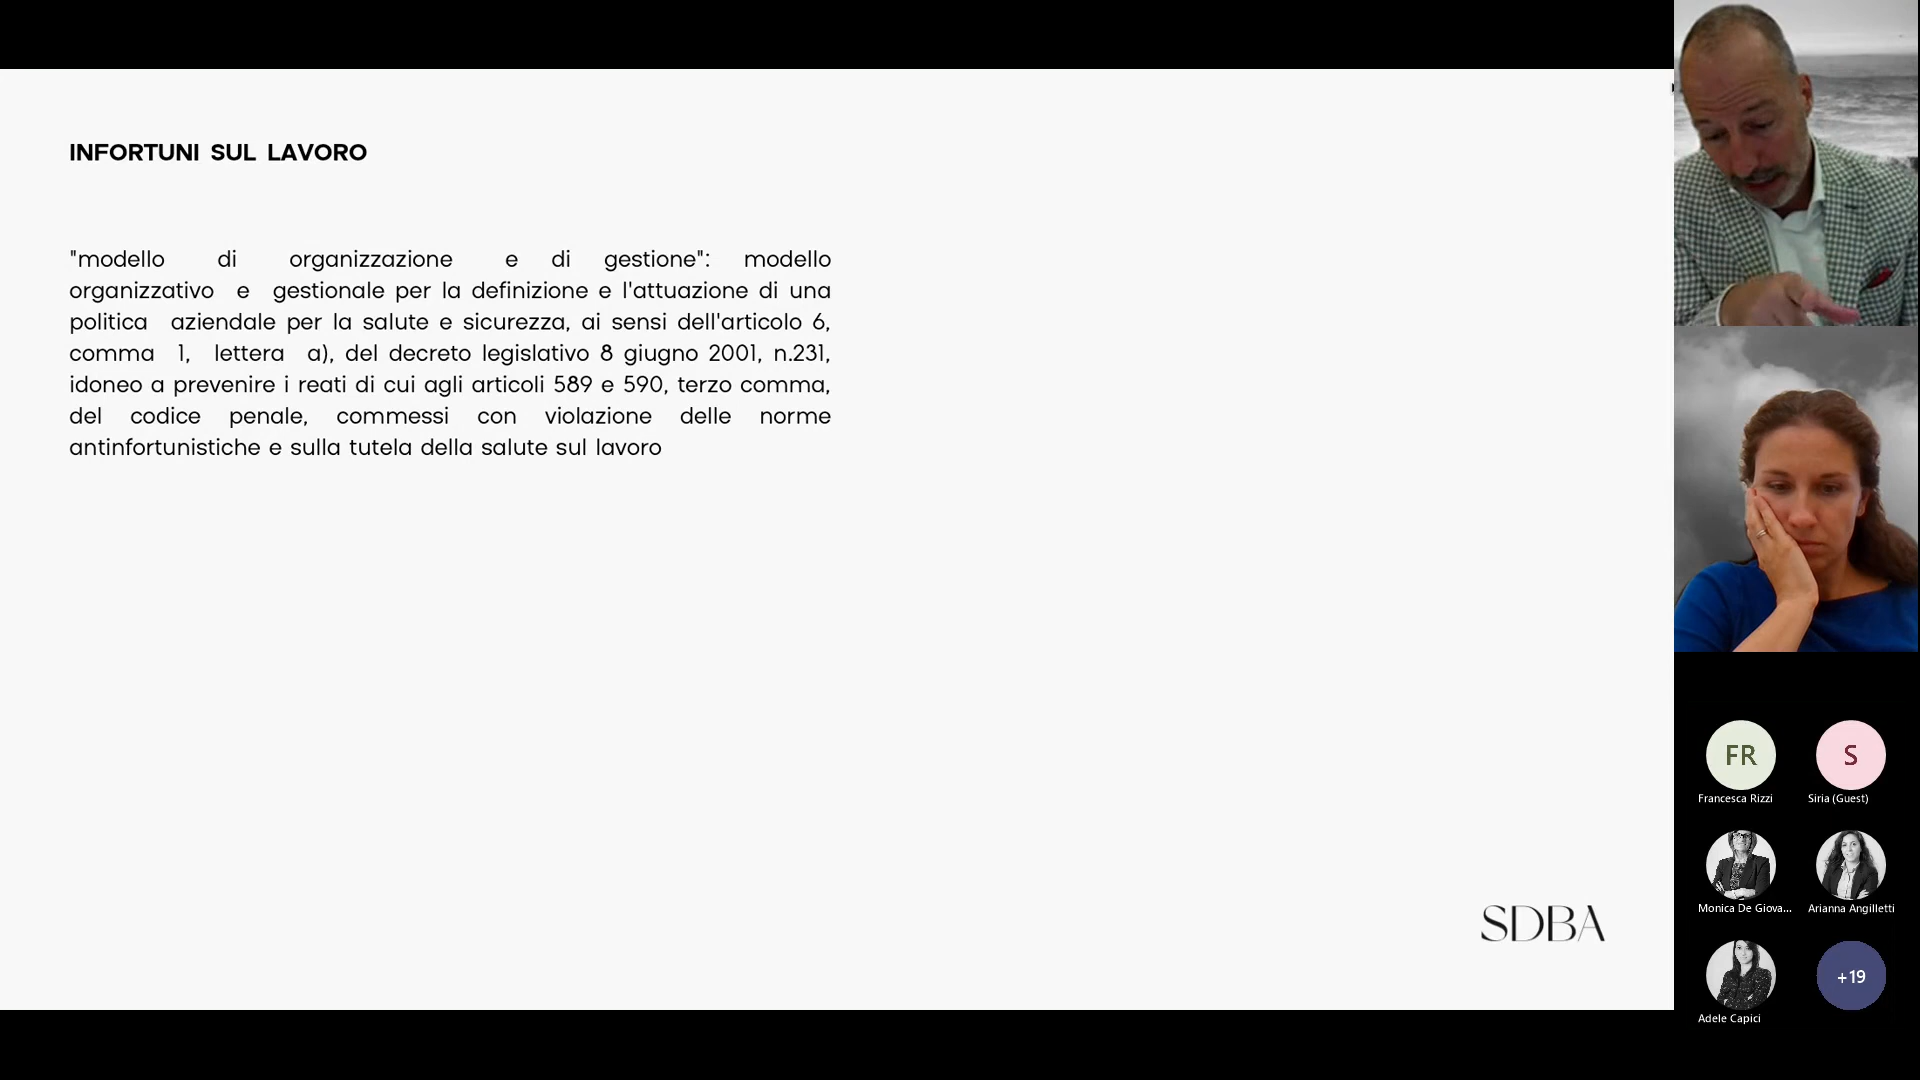 INFORTUNI SUL LAVORO
"modello di organizzazione e di gestione": modello
organizzativo e gestionale per la definizione e l'attuazione di una
politica aziendale per la salute e sicurezza, ai sensi dell'articolo 6,
comma 1, lettera a), del decreto legislativo 8 giugno 2001, n.231,
idoneo a prevenire i reati di cui agli articoli 589 e 590, terzo comma,
del codice penale, commessi con violazione delle norme
antinfortunistiche e sulla tutela della salute sul lavoro
SDBA
FR
S
Francesca Rizzi
Siria (Guest)
Monica De Giova...
Arianna Angilletti
+19
Adele Capici